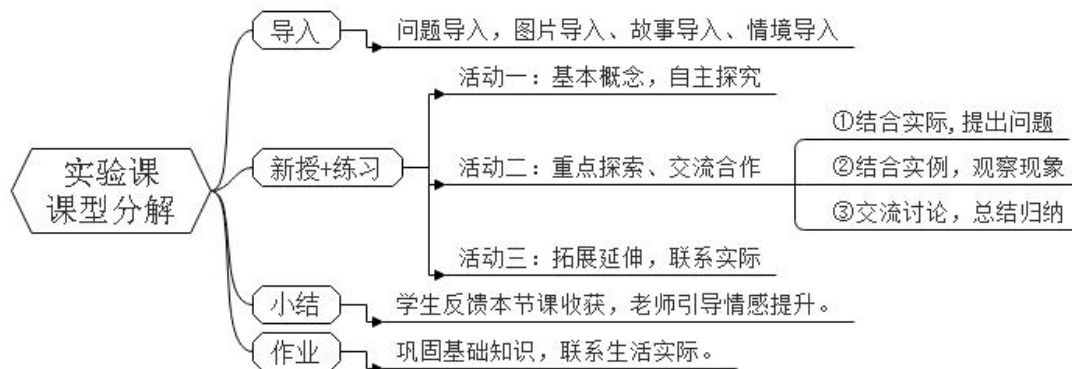 实验课
课型分解
导入
问题导入，图片导入、故事导入、情境导入
新授+练习
活动一：基本概念，自主探究
活动二：重点探索、交流合作
①结合实际,提出问题
②结合实例，观察现象
③交流讨论，总结归纳
活动三：拓展延伸，联系实际
小结
学生反馈本节课收获，老师引导情感提升。
作业
巩固基础知识，联系生活实际。